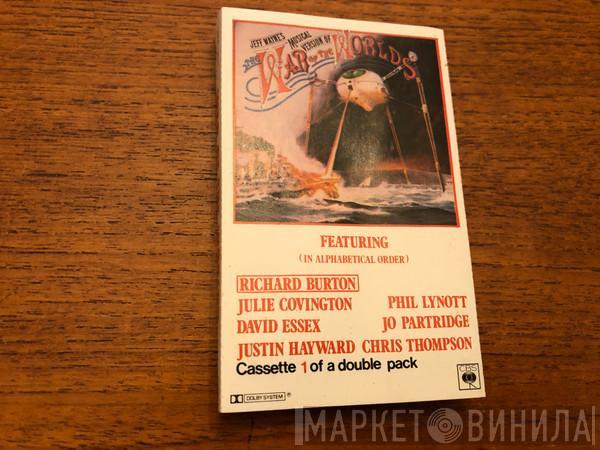 JEFF WAYNE'S
MUSICAL
VERSION OF
THE
WAR OF THE WORLDS
FEATURING
(IN ALPHABETICAL ORDER)
RICHARD BURTON
JULIE COVINGTON PHIL LYNOTT
DAVID ESSEX JO PARTRIDGE
JUSTIN HAYWARD CHRIS THOMPSON
Cassette 1 of a double pack
DOLBY SYSTEM ®
CBS
МАРКЕТ ВИНИЛА